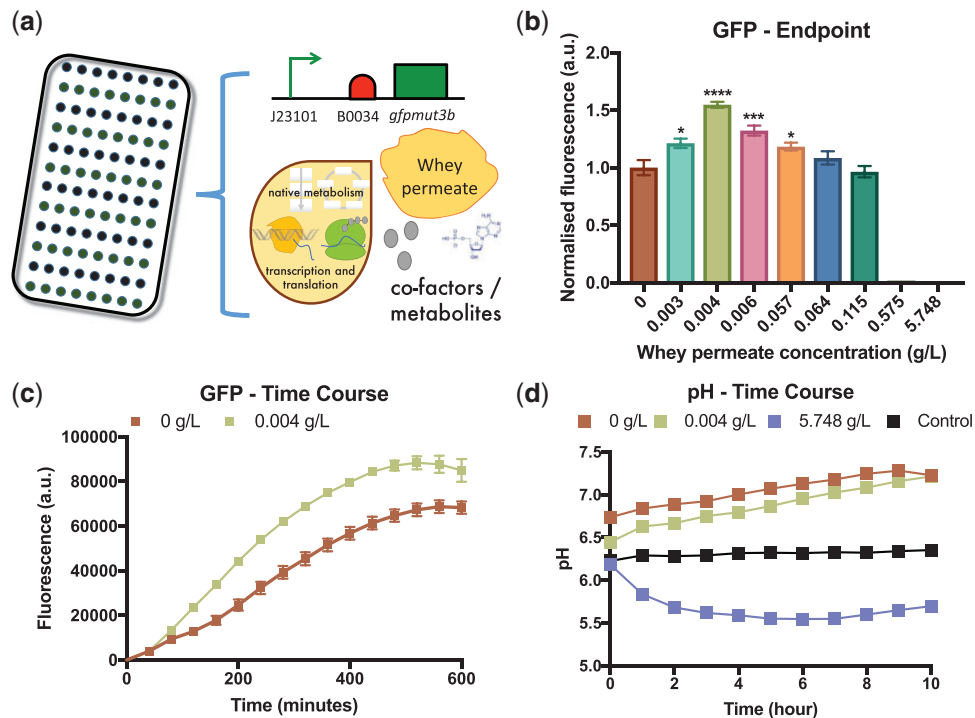 (a)
J23101
B0034
gfpmut3b
native metabolism
transcription and
translation
Whey
permeate
co-factors /
metabolites
(b)
GFP - Endpoint
Normalised fluorescence (a.u.)
2.0
1.5
1.0
0.5
0.0
*
****
***
*
0
0.003
0.004
0.006
0.057
0.064
0.115
0.575
5.748
Whey permeate concentration (g/L)
(c)
GFP - Time Course
0 g/L
0.004 g/L
Fluorescence (a.u.)
100000
80000
60000
40000
20000
0
0
200
400
600
Time (minutes)
(d)
pH - Time Course
0 g/L
0.004 g/L
5.748 g/L
Control
pH
7.5
7.0
6.5
6.0
5.5
5.0
0
2
4
6
8
10
Time (hour)